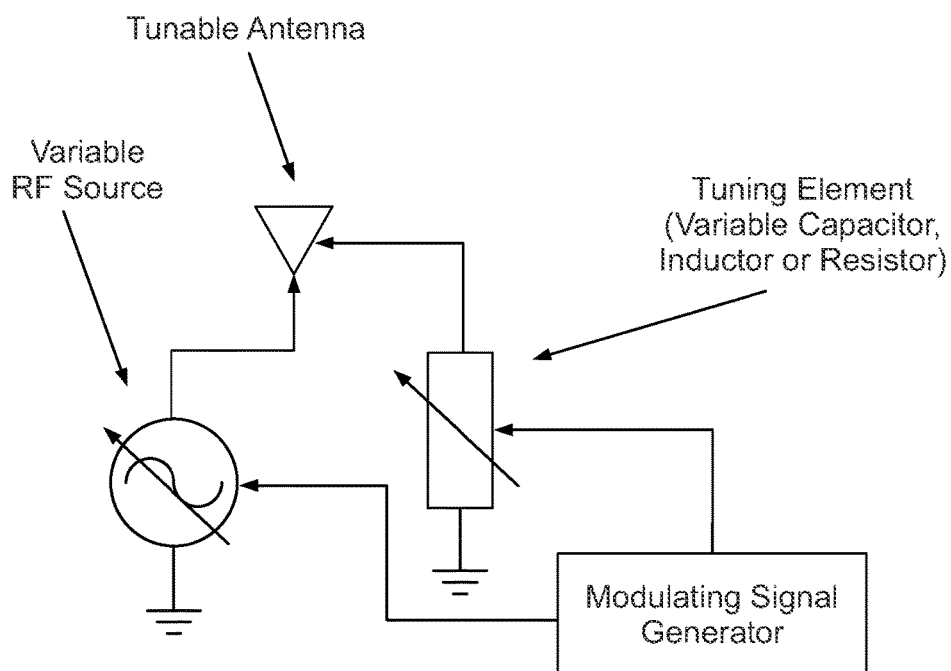 Tunable Antenna
Variable
RF Source
Tuning Element
(Variable Capacitor,
Inductor or Resistor)
Modulating Signal
Generator